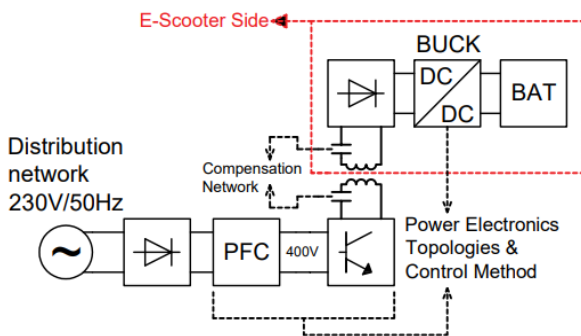 E-Scooter Side
BUCK
DC
DC
BAT
Distribution
network
230V/50Hz
Compensation
Network
~
PFC
400V
Power Electronics
Topologies &
Control Method